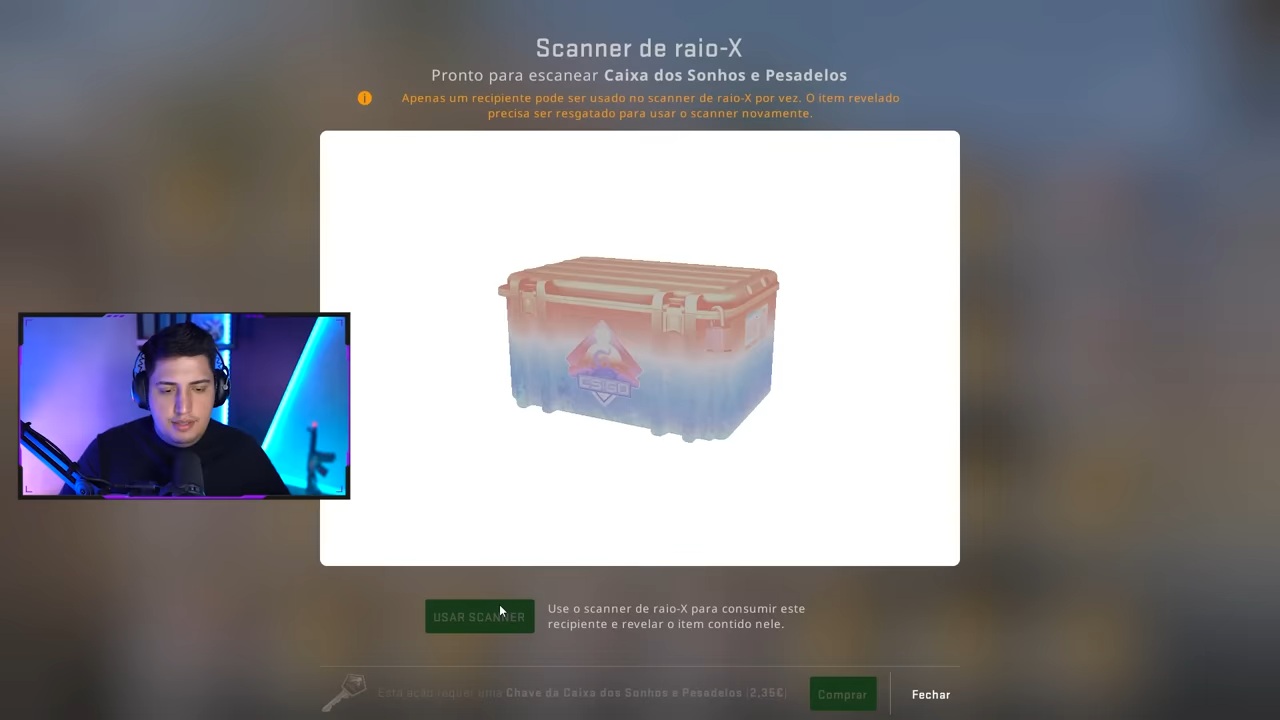 Scanner de raio-X
Pronto para escanear Caixa dos Sonhos e Pesadelos
Apenas um recipiente pode ser usado no scanner de raio-X por vez. O item revelado
precisa ser resgatado para usar o scanner novamente.
CS:GO
USAR SCANNER
Use o scanner de raio-X para consumir este
recipiente e revelar o item contido nele.
Esta ação requer uma Chave da Caixa dos Sonhos e Pesadelos (2,35€)
Comprar
Fechar